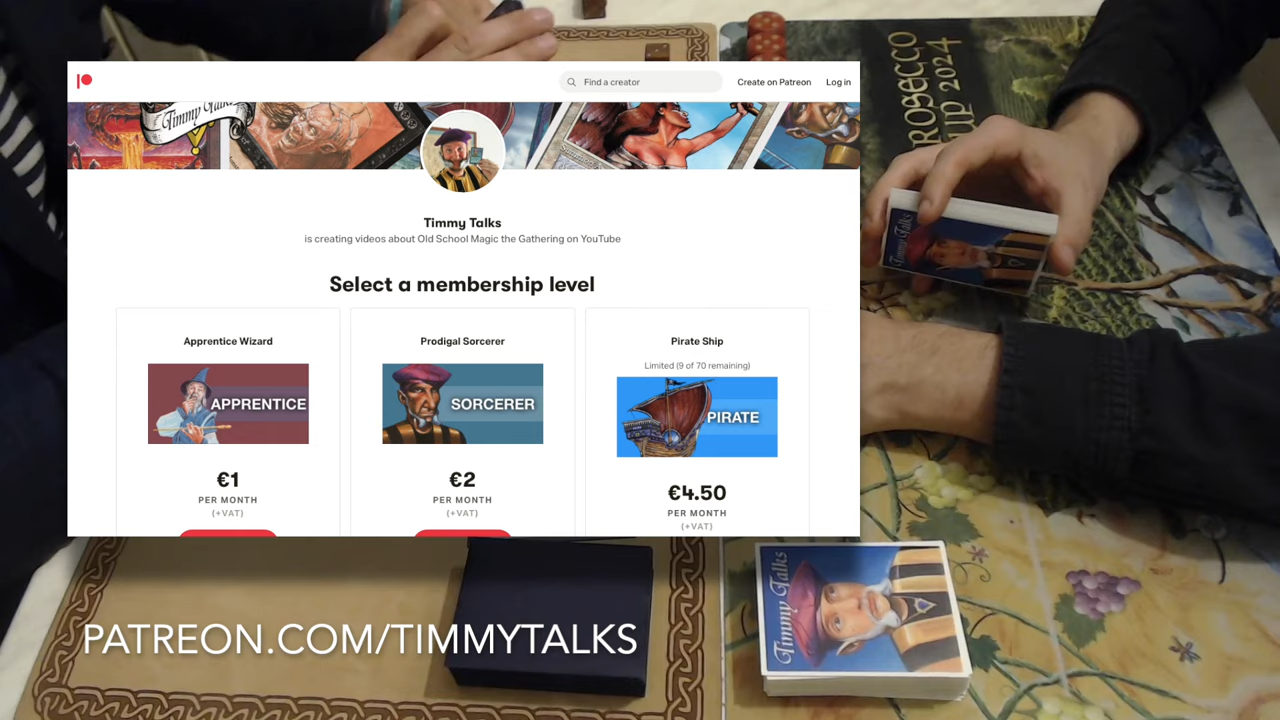 Find a creator
Create on Patreon
Log in
Timmy Talks
Timmy Talks
is creating videos about Old School Magic the Gathering on YouTube
Select a membership level
Apprentice Wizard
APPRENTICE
€1
PER MONTH
(+VAT)
Prodigal Sorcerer
SORCERER
€2
PER MONTH
(+VAT)
Pirate Ship
Limited (9 of 70 remaining)
PIRATE
€4.50
PER MONTH
(+VAT)
PROSECCO
2024
Timmy Talks
Timmy Talks
PATREON.COM/TIMMYTALKS